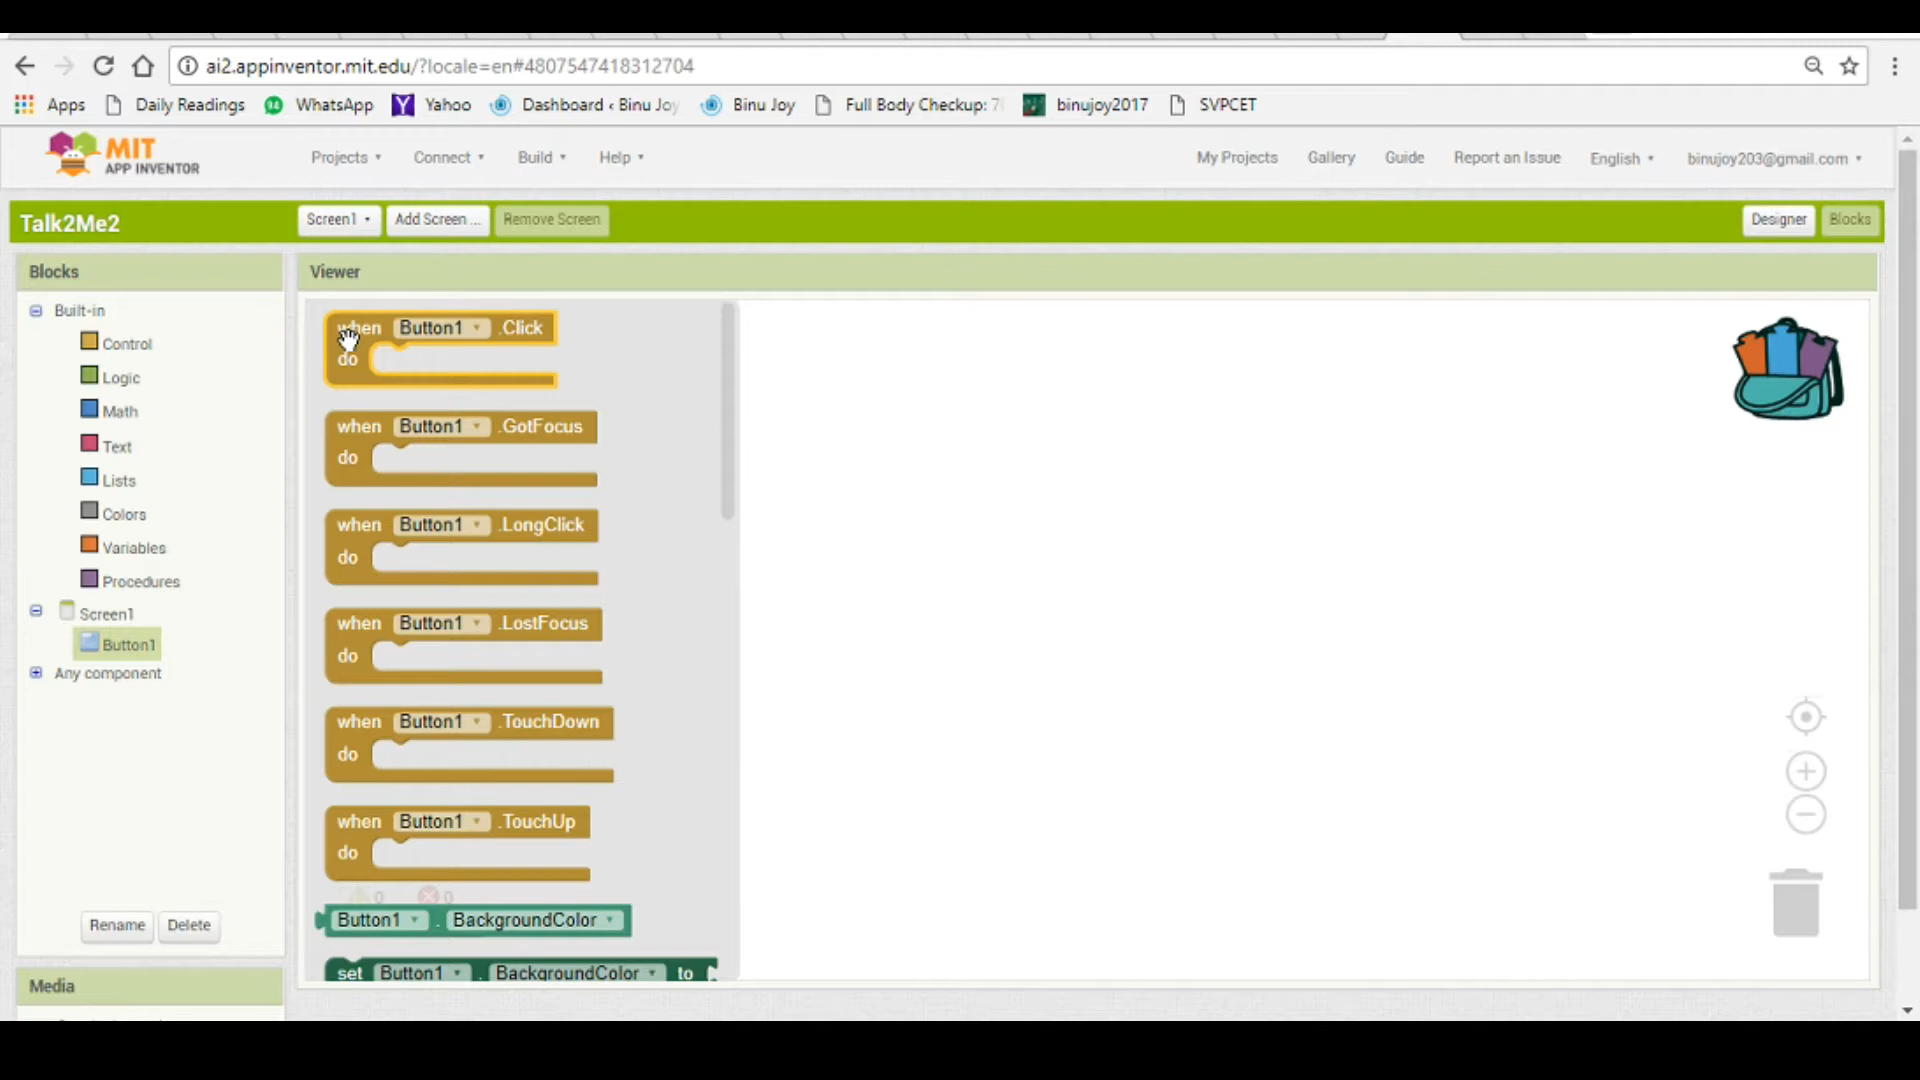 ai2.appinventor.mit.edu/?locale=en#4807547418312704
Apps Daily Readings WhatsApp Yahoo Dashboard ‹ Binu Joy Binu Joy Full Body Checkup: binujoy2017 SVPCET
MIT
APP INVENTOR
Projects Connect Build Help My Projects Gallery Guide Report an Issue English binujoy203@gmail.com
Talk2Me2 Screen1 Add Screen ... Remove Screen Designer Blocks
Blocks Viewer
Built-in
Control
Logic
Math
Text
Lists
Colors
Variables
Procedures
Screen1
Button1
Any component
Rename Delete
Media
when Button1 .Click
do
when Button1 .GotFocus
do
when Button1 .LongClick
do
when Button1 .LostFocus
do
when Button1 .TouchDown
do
when Button1 .TouchUp
do
0 0
Button1 . BackgroundColor
set Button1 . BackgroundColor to